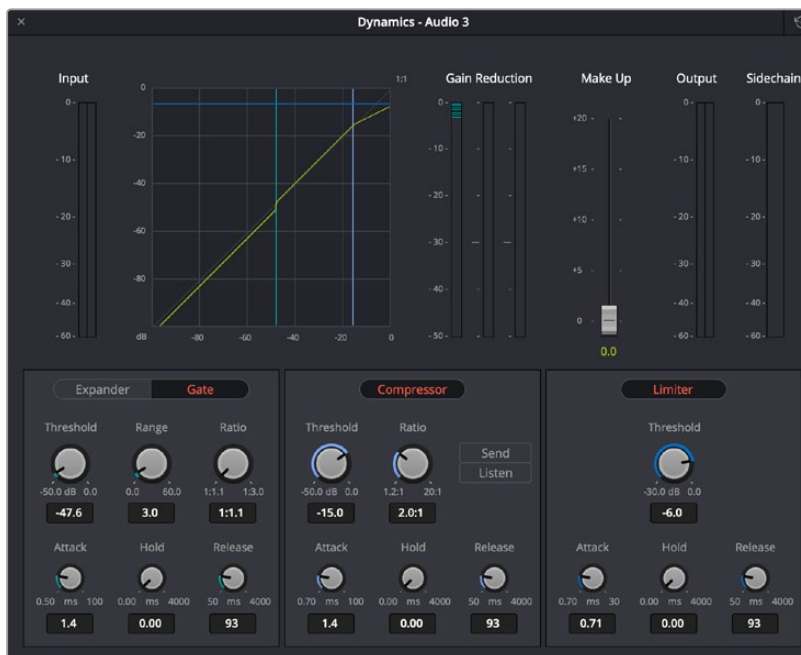 Dynamics - Audio 3
Input
0
1:1
Gain Reduction
Make Up
Output
Sidechain
0
-10
-20
-30
-40
-60
-20
-40
-60
-80
dB
-80
-60
-40
-20
0
0
-10
-20
-30
-40
-50
+20
+15
+10
+5
0
0.0
0
-10
-20
-30
-40
-60
0
-10
-20
-30
-40
-60
Expander Gate
Threshold Range Ratio
-50.0 dB 0.0 0.0 60.0 1:1.1 1:3.0
-47.6 3.0 1:1.1
Attack Hold Release
0.50 ms 100 0.00 ms 4000 50 ms 4000
1.4 0.00 93
Compressor
Threshold Ratio
Send
Listen
-50.0 dB 0.0 1.2:1 20:1
-15.0 2.0:1
Attack Hold Release
0.70 ms 100 0.00 ms 4000 50 ms 4000
1.4 0.00 93
Limiter
Threshold
-30.0 dB 0.0
-6.0
Attack Hold Release
0.70 ms 30 0.00 ms 4000 50 ms 4000
0.71 0.00 93